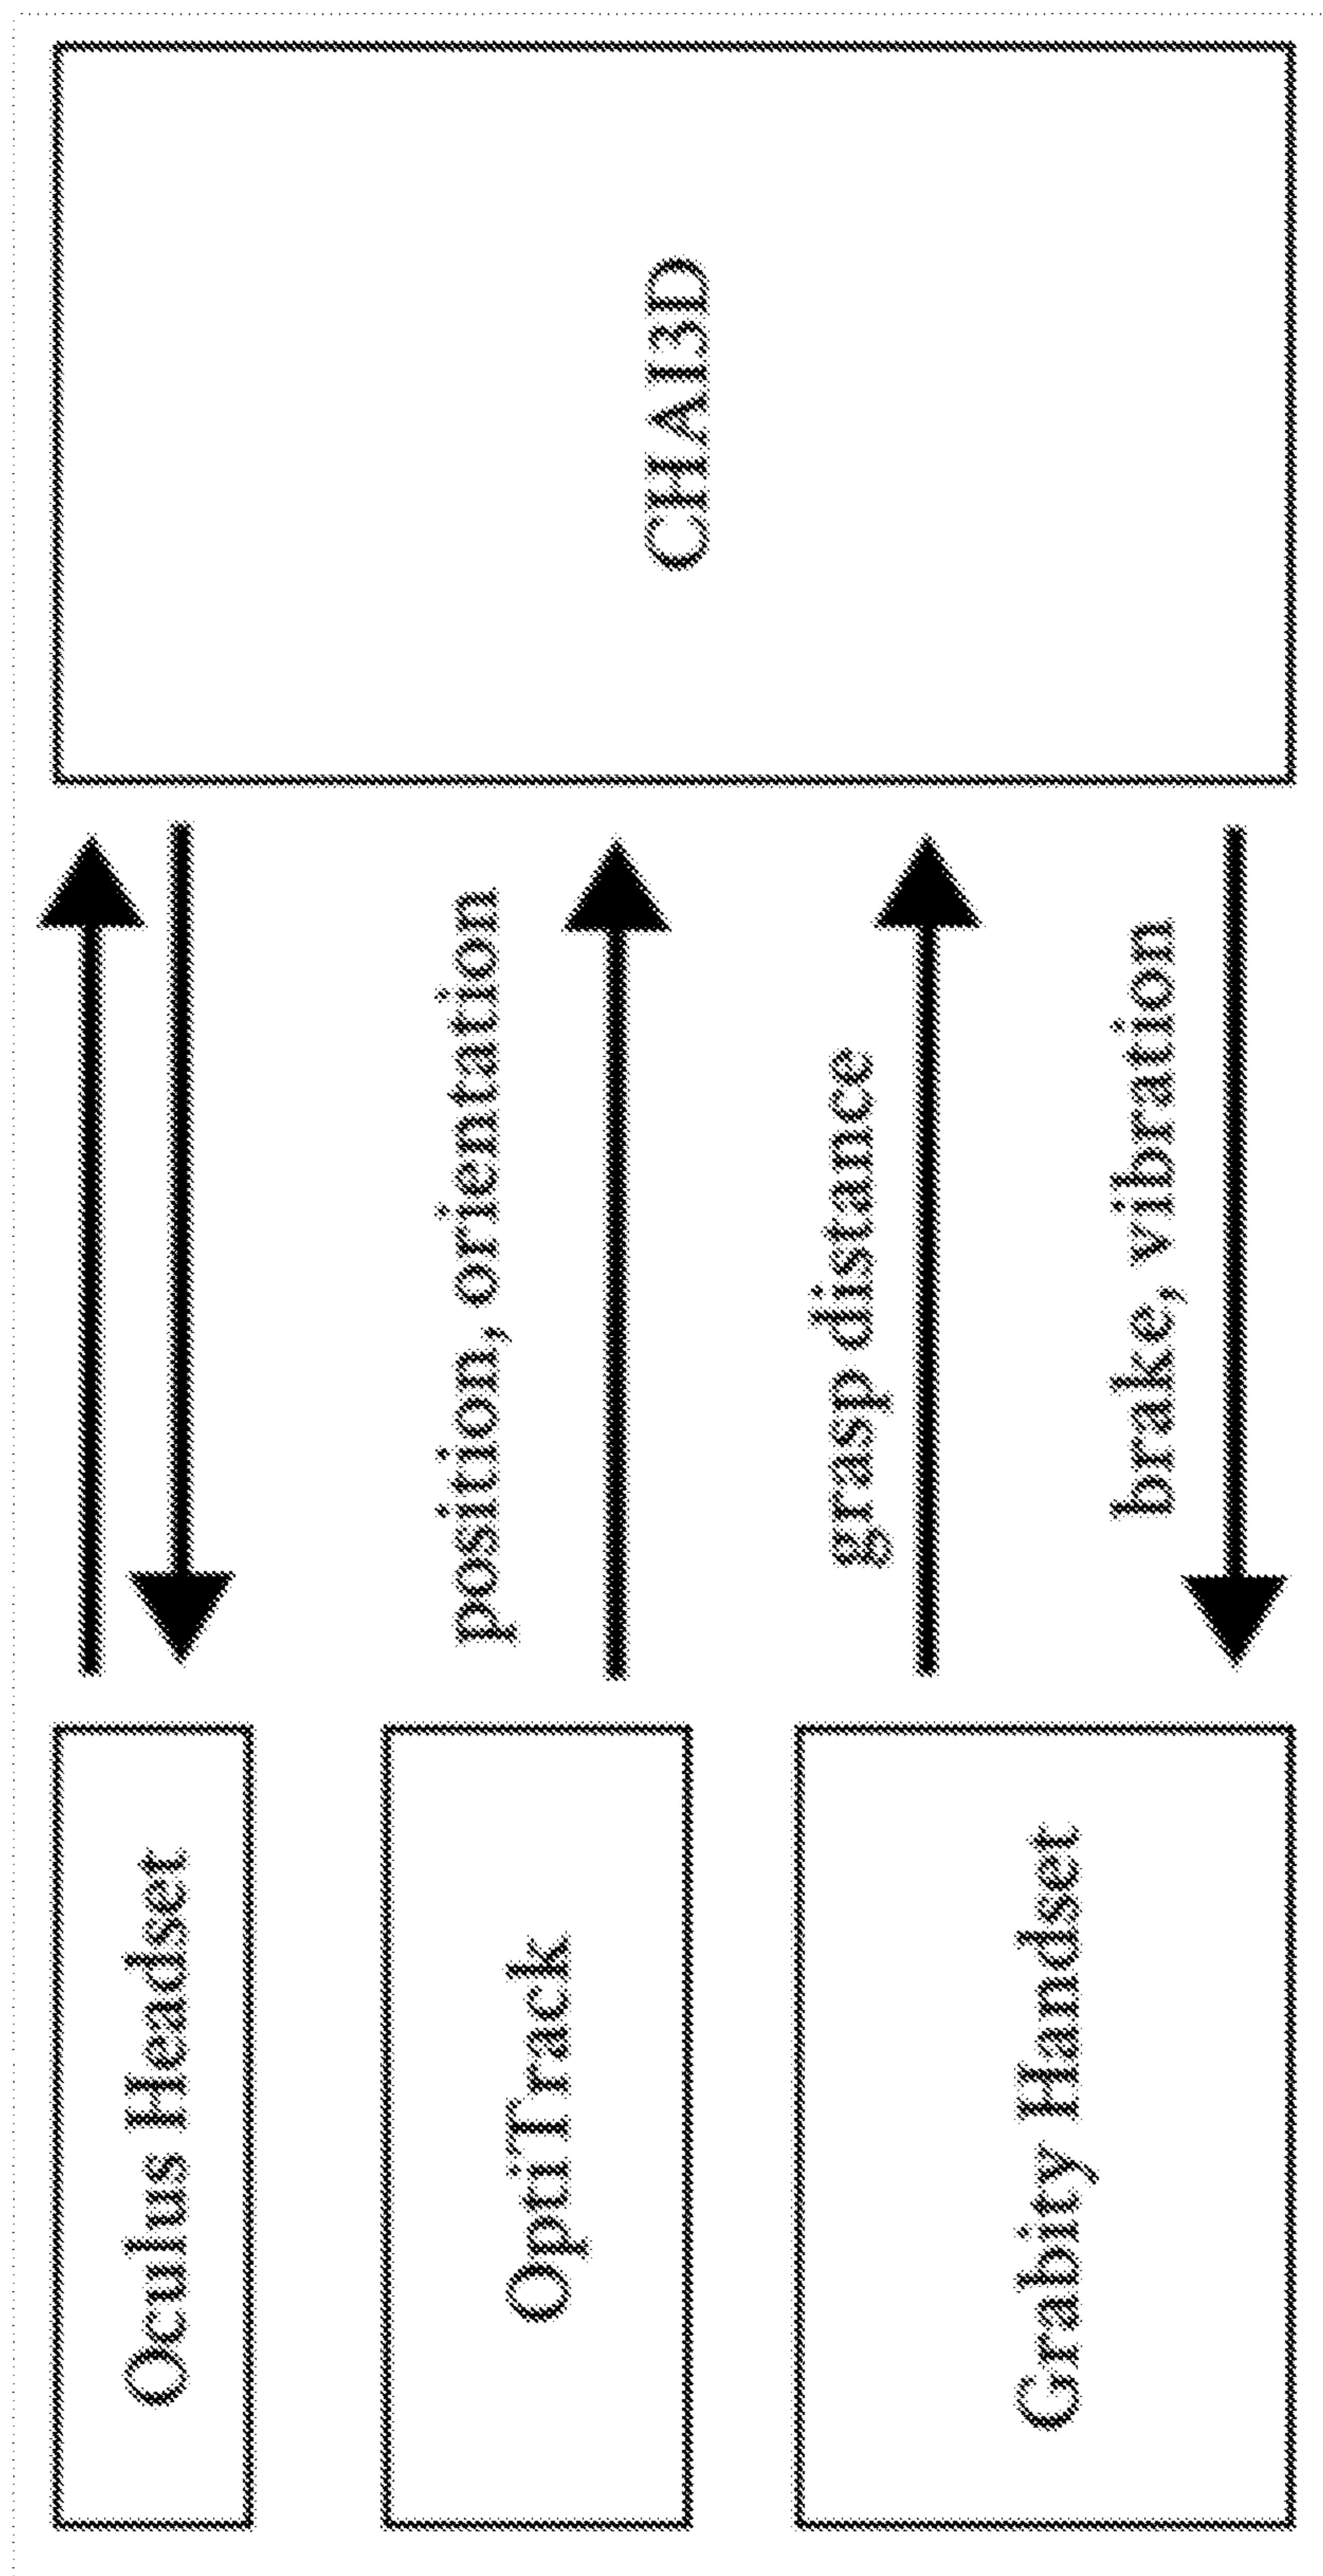 Oculus Headset
CHAI3D
position, orientation
OptiTrack
grasp distance
Grabity Handset
brake, vibration